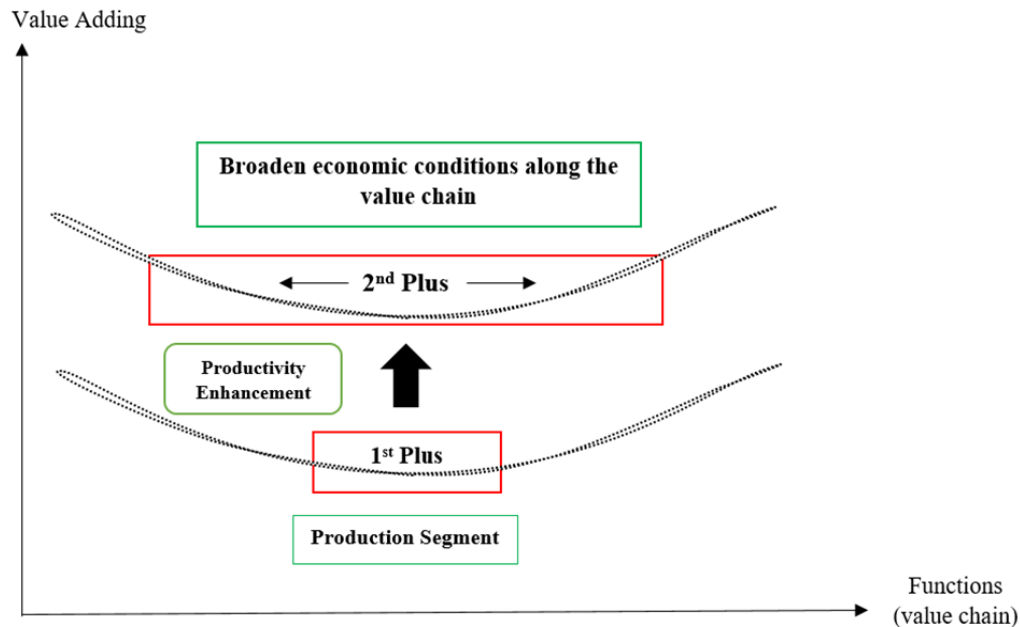 Value Adding
Broaden economic conditions along the
value chain
2nd Plus
Productivity
Enhancement
1st Plus
Production Segment
Functions
(value chain)